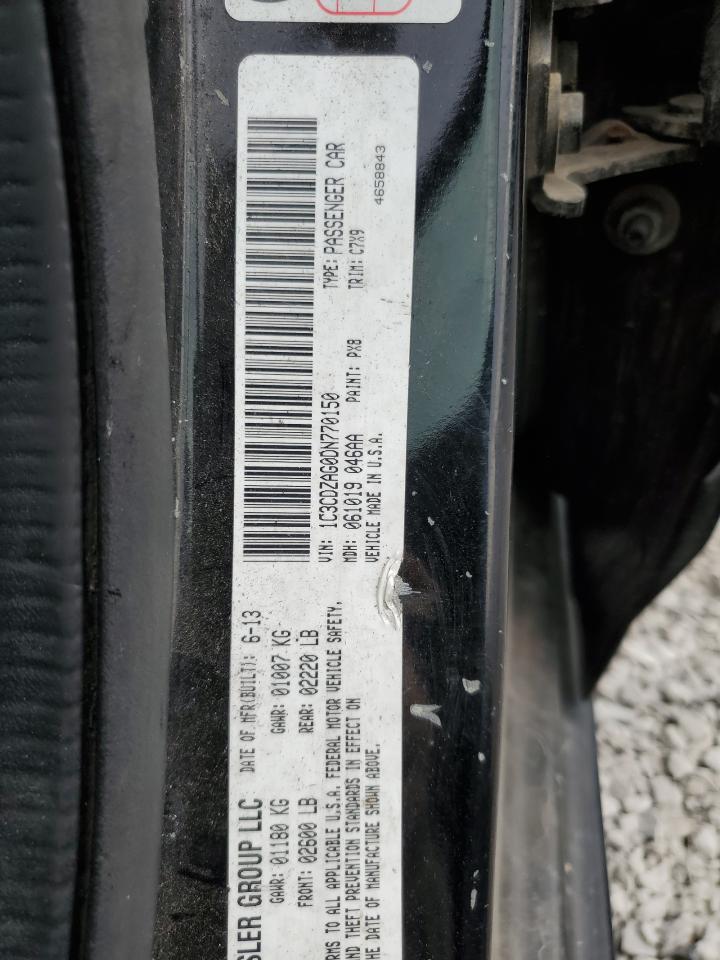 SLER GROUP LLC DATE OF MFR(BUILT): 6-13
GAWR: 01180 KG GAWR: 01007 KG
FRONT: 02600 LB REAR: 02220 LB
RMS TO ALL APPLICABLE U.S.A. FEDERAL MOTOR VEHICLE SAFETY,
AND THEFT PREVENTION STANDARDS IN EFFECT ON
HE DATE OF MANUFACTURE SHOWN ABOVE.
VIN: 1C3CDZAG0DN770150 TYPE: PASSENGER CAR
MDH: 061019 046AA PAINT: PX8 TRIM: C7X9
VEHICLE MADE IN U.S.A. 4658843